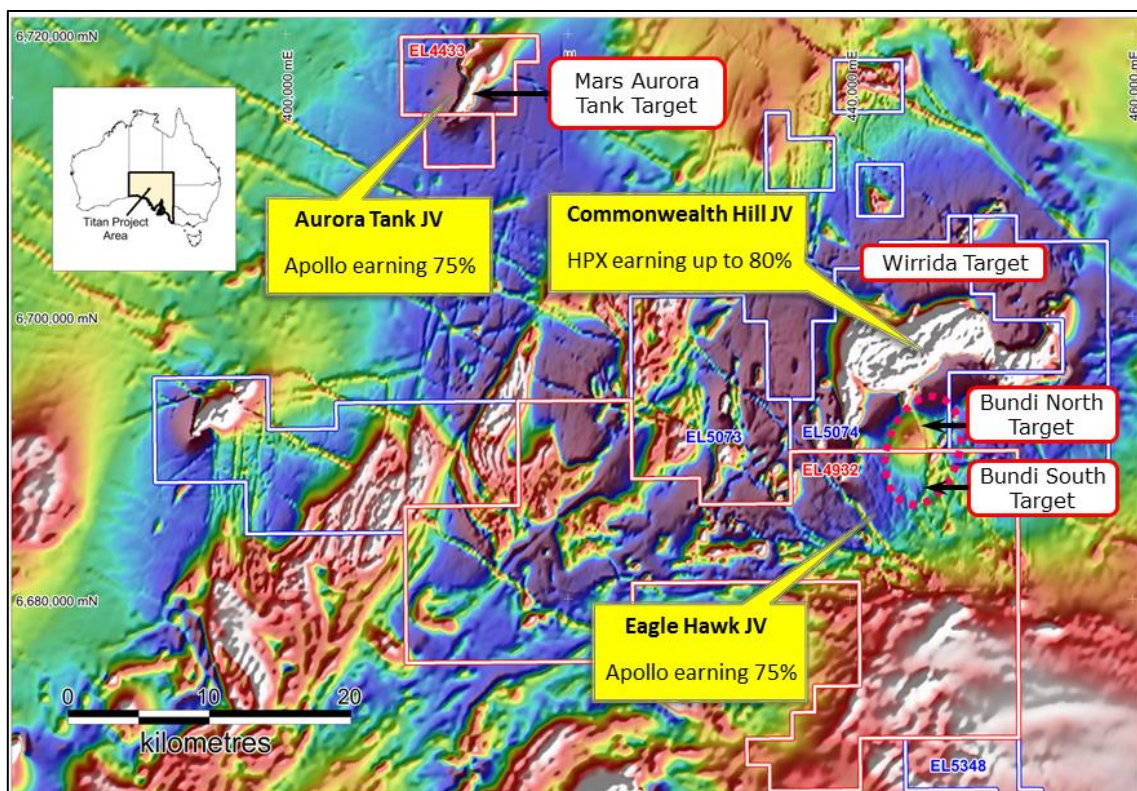 6,720,000 mN
EL4433
400,000 mE
440,000 mE
460,000 mE
Mars Aurora
Tank Target
Titan Project
Area
Aurora Tank JV
Apollo earning 75%
Commonwealth Hill JV
HPX earning up to 80%
Wirrida Target
6,700,000 mN
Bundi North
Target
EL5073
EL5074
EL4932
Bundi South
Target
6,680,000 mN
Eagle Hawk JV
Apollo earning 75%
0
10
20
kilometres
EL5348